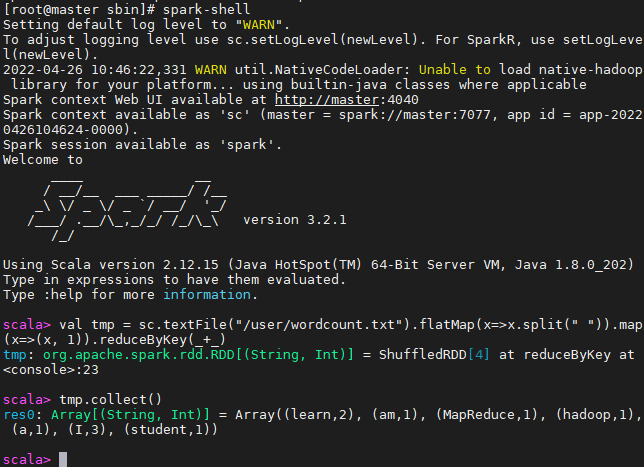 [root@master sbin]# spark-shell
Setting default log level to "WARN".
To adjust logging level use sc.setLogLevel(newLevel). For SparkR, use setLogLeve
l(newLevel).
2022-04-26 10:46:22,331 WARN util.NativeCodeLoader: Unable to load native-hadoop
 library for your platform... using builtin-java classes where applicable
Spark context Web UI available at http://master:4040
Spark context available as 'sc' (master = spark://master:7077, app id = app-2022
0426104624-0000).
Spark session available as 'spark'.
Welcome to
      ____              __
     / __/__  ___ _____/ /__
    _\ \/ _ \/ _ `/ __/  '_/
   /___/ .__/\_,_/_/ /_/\_\   version 3.2.1
      /_/

Using Scala version 2.12.15 (Java HotSpot(TM) 64-Bit Server VM, Java 1.8.0_202)
Type in expressions to have them evaluated.
Type :help for more information.

scala> val tmp = sc.textFile("/user/wordcount.txt").flatMap(x=>x.split(" ")).map
(x=>(x, 1)).reduceByKey(_+_)
tmp: org.apache.spark.rdd.RDD[(String, Int)] = ShuffledRDD[4] at reduceByKey at
<console>:23

scala> tmp.collect()
res0: Array[(String, Int)] = Array((learn,2), (am,1), (MapReduce,1), (hadoop,1),
 (a,1), (I,3), (student,1))

scala>